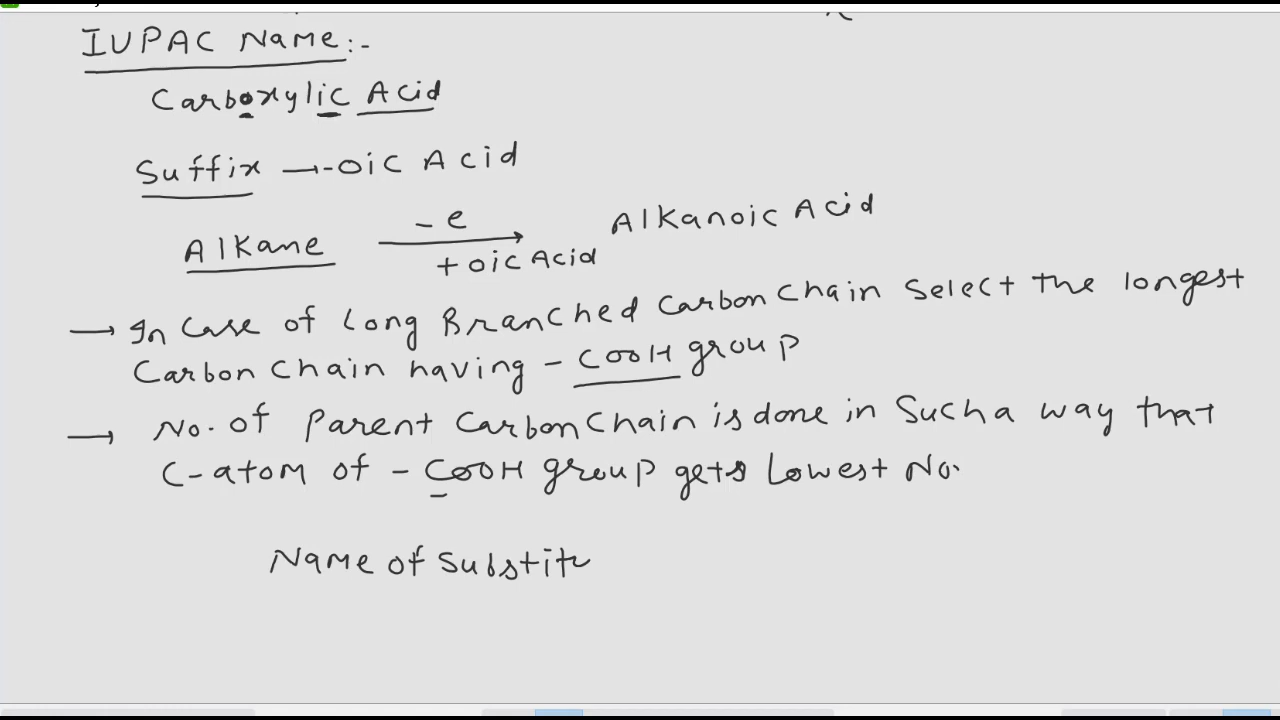 IUPAC Name:-
Carboxylic Acid
Suffix → -oic Acid
- e
Alkane → Alkanoic Acid
+ oic Acid
→ In Case of Long Branched Carbon Chain Select the longest
Carbon Chain having - COOH group
→ No. of Parent Carbon Chain is done in Such a way that
C-atom of - COOH group gets Lowest No.
Name of Substitu